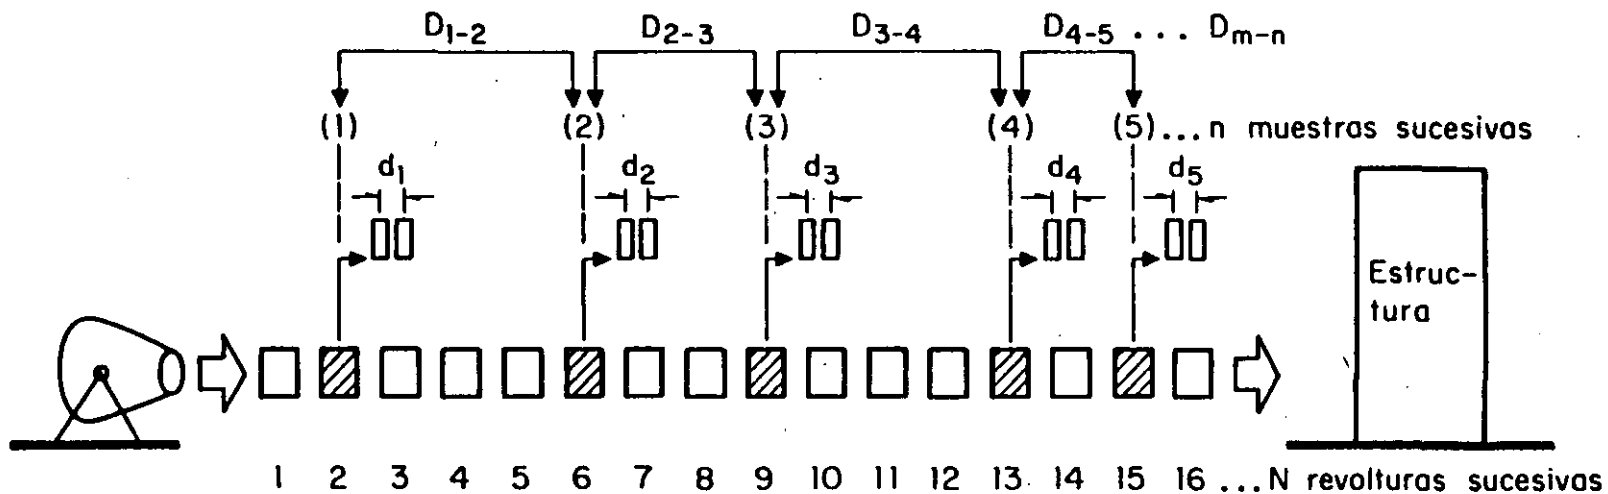 D1-2 D2-3 D3-4 D4-5 ... Dm-n
(1) (2) (3) (4) (5)...n muestras sucesivas
d1 d2 d3 d4 d5
Estruc-
tura
1 2 3 4 5 6 7 8 9 10 11 12 13 14 15 16 ...N revolturas sucesivas